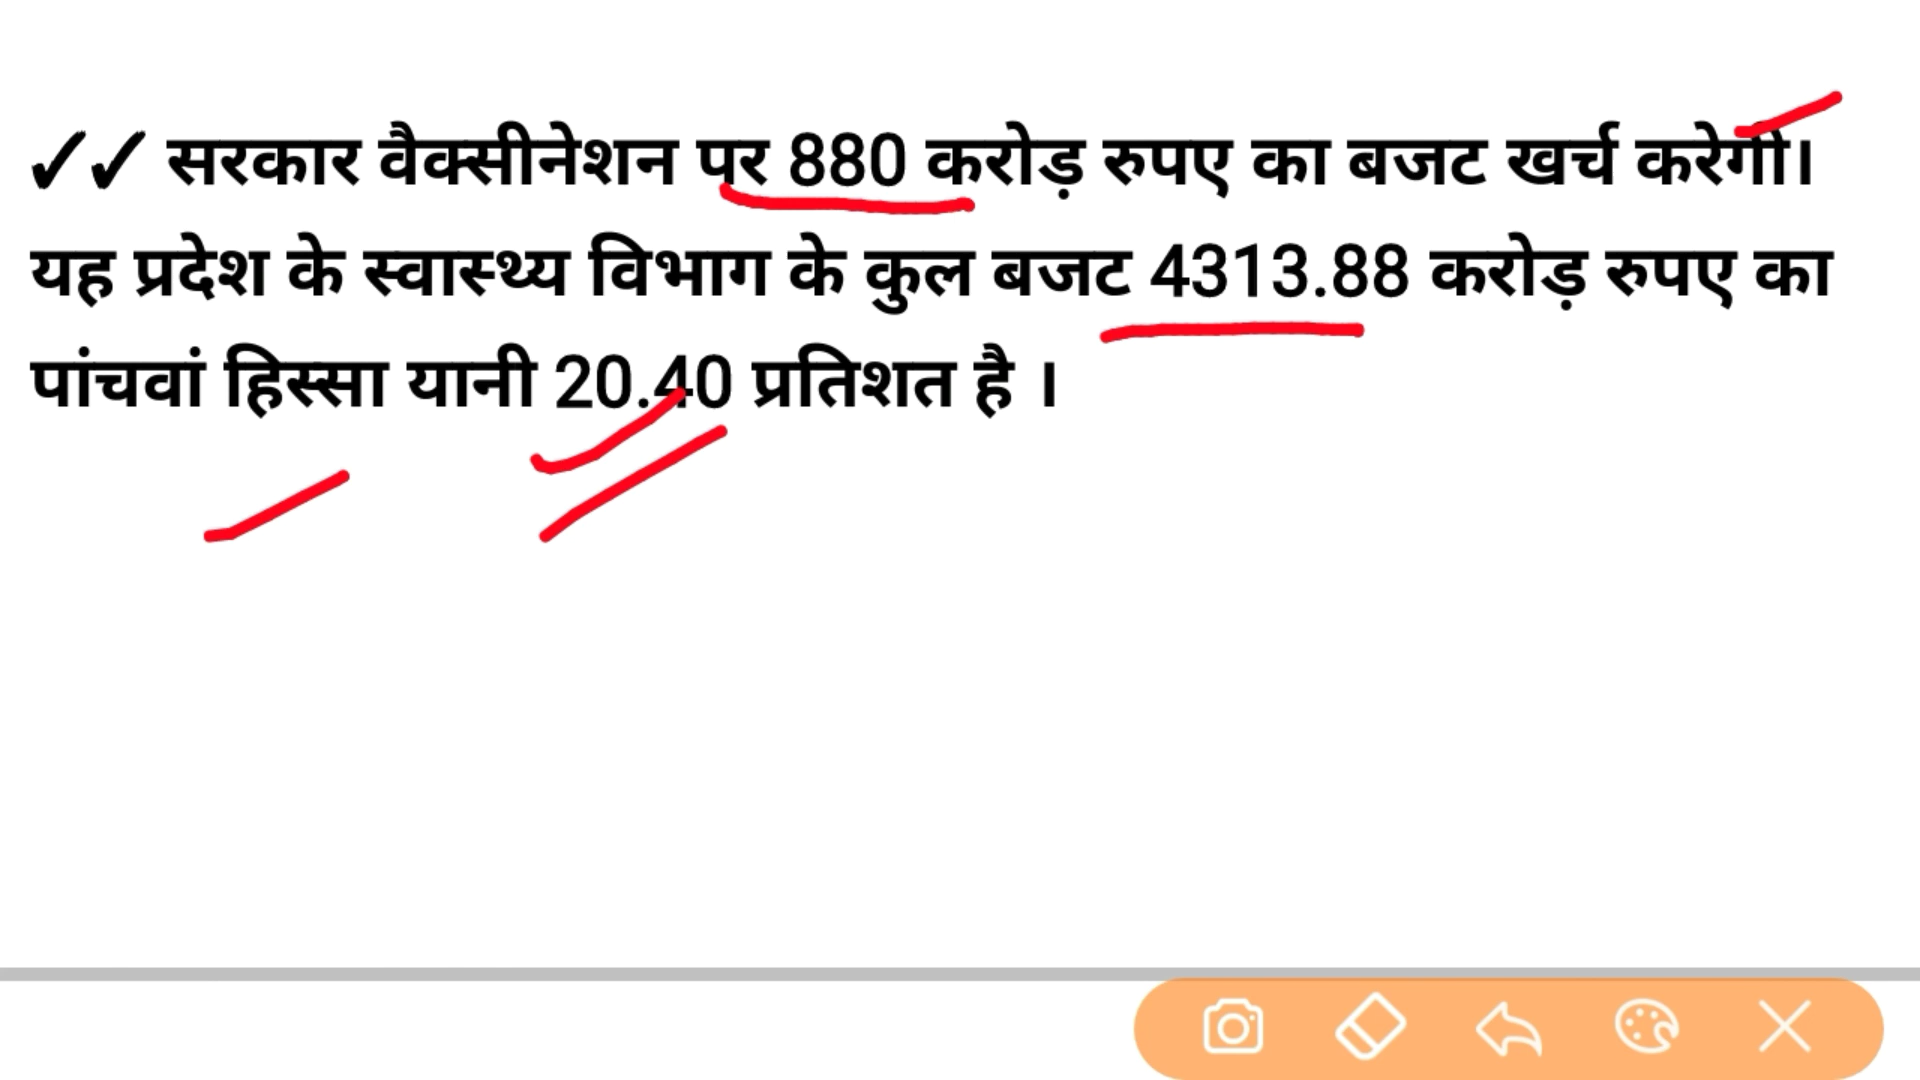 ✓✓ सरकार वैक्सीनेशन पर 880 करोड़ रुपए का बजट खर्च करेगी।
यह प्रदेश के स्वास्थ्य विभाग के कुल बजट 4313.88 करोड़ रुपए का
पांचवां हिस्सा यानी 20.40 प्रतिशत है ।